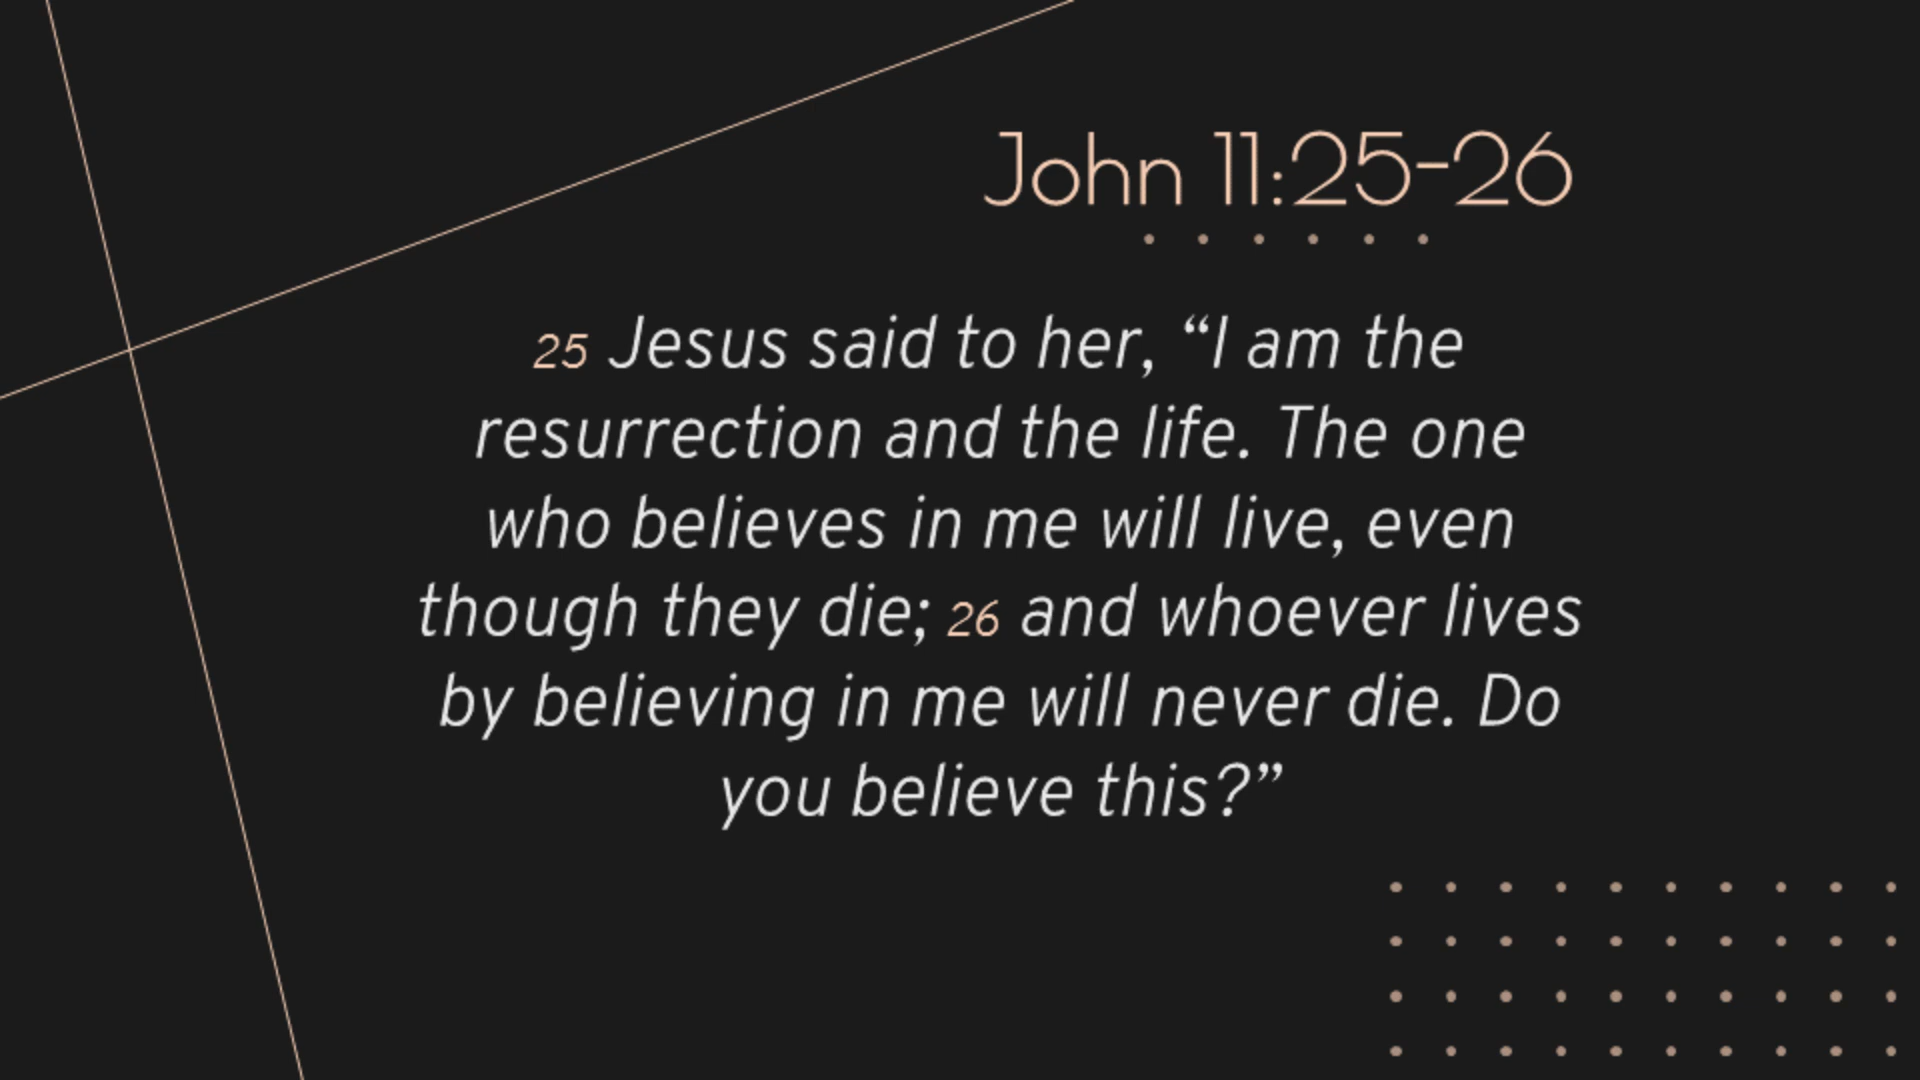 John 11:25-26
25 Jesus said to her, “I am the
resurrection and the life. The one
who believes in me will live, even
though they die; 26 and whoever lives
by believing in me will never die. Do
you believe this?”